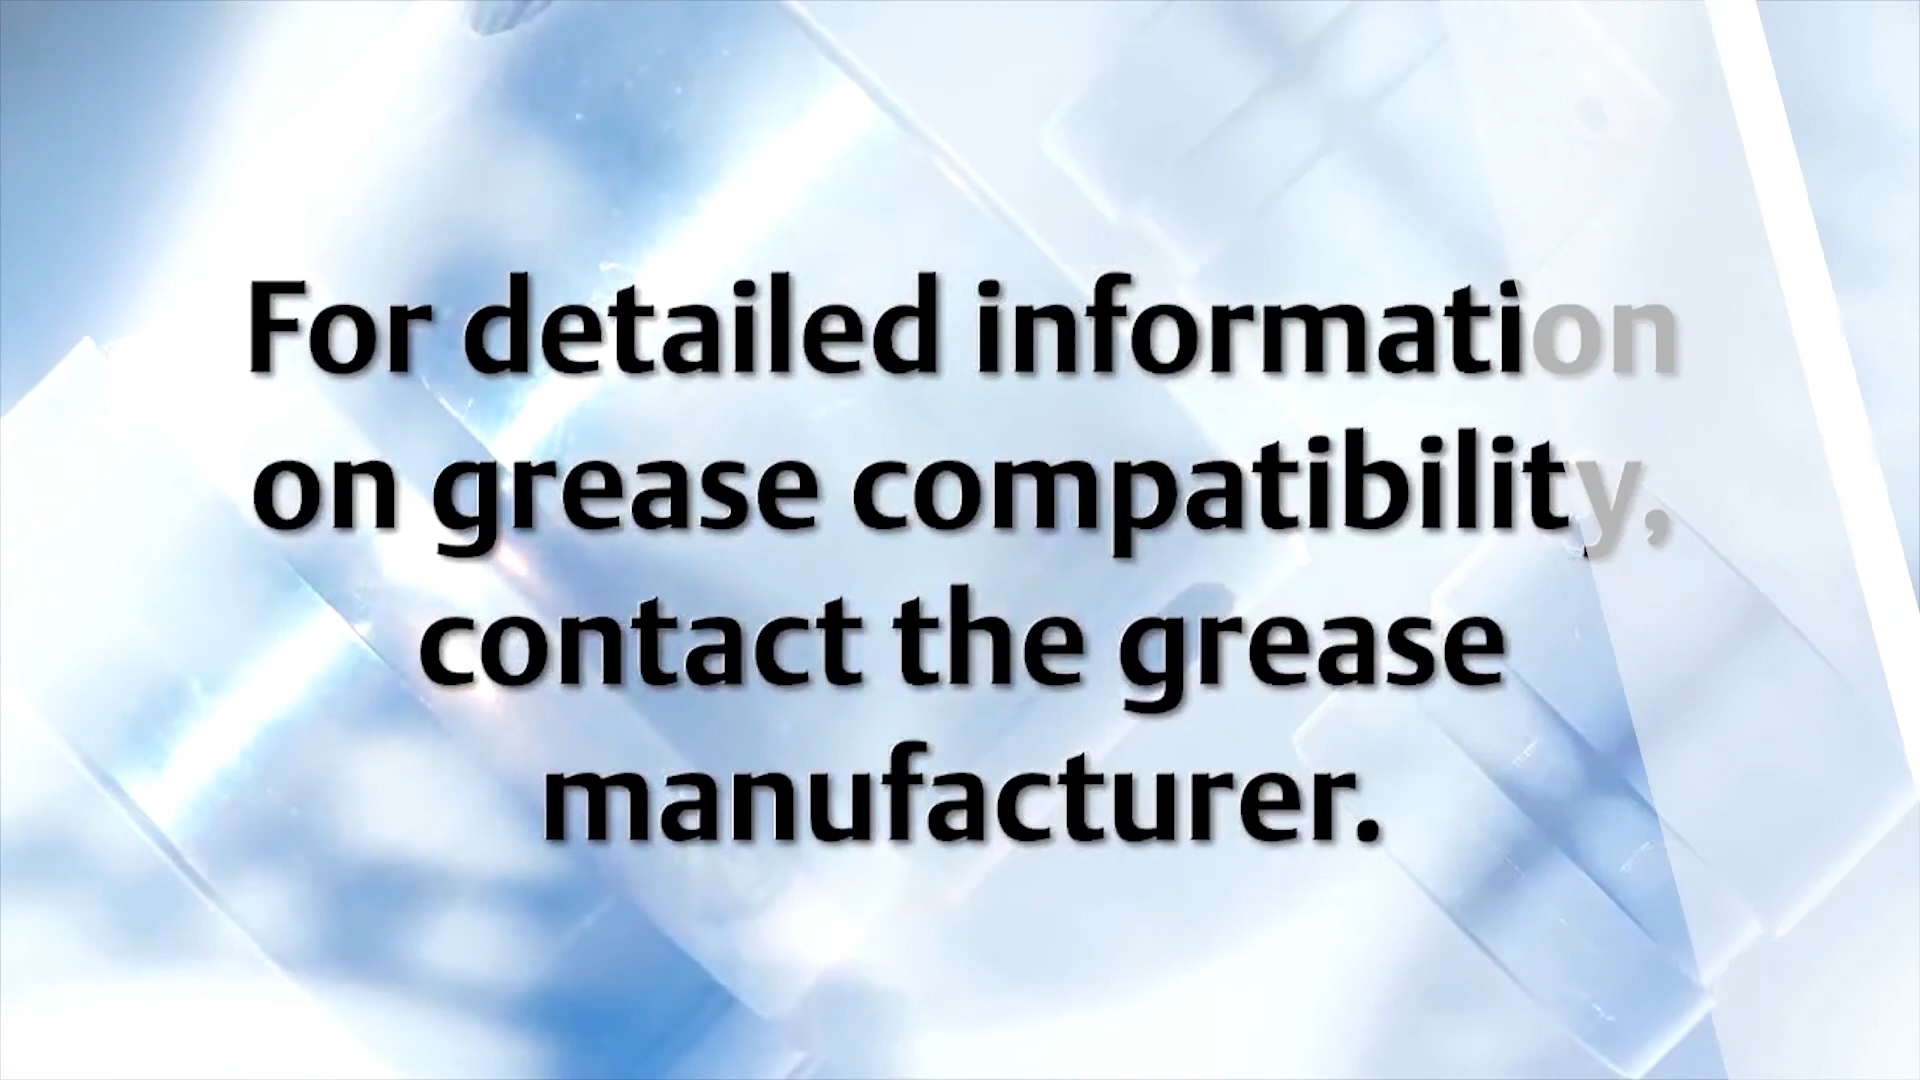 For detailed information
on grease compatibility,
contact the grease
manufacturer.